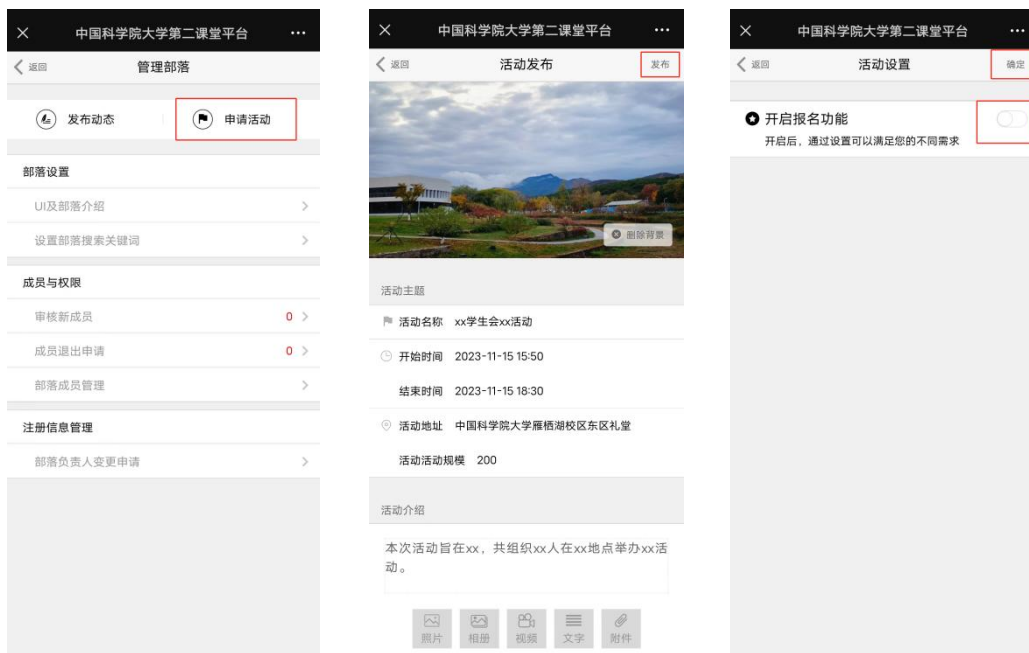 中国科学院大学第二课堂平台
返回
管理部落
发布动态
申请活动
部落设置
UI及部落介绍
设置部落搜索关键词
成员与权限
审核新成员 0
成员退出申请 0
部落成员管理
注册信息管理
部落负责人变更申请
中国科学院大学第二课堂平台
返回
活动发布
发布
删除背景
活动主题
活动名称 xx学生会xx活动
开始时间 2023-11-15 15:50
结束时间 2023-11-15 18:30
活动地址 中国科学院大学雁栖湖校区东区礼堂
活动活动规模 200
活动介绍
本次活动旨在xx，共组织xx人在xx地点举办xx活
动。
照片
相册
视频
文字
附件
中国科学院大学第二课堂平台
返回
活动设置
确定
开启报名功能
开启后，通过设置可以满足您的不同需求